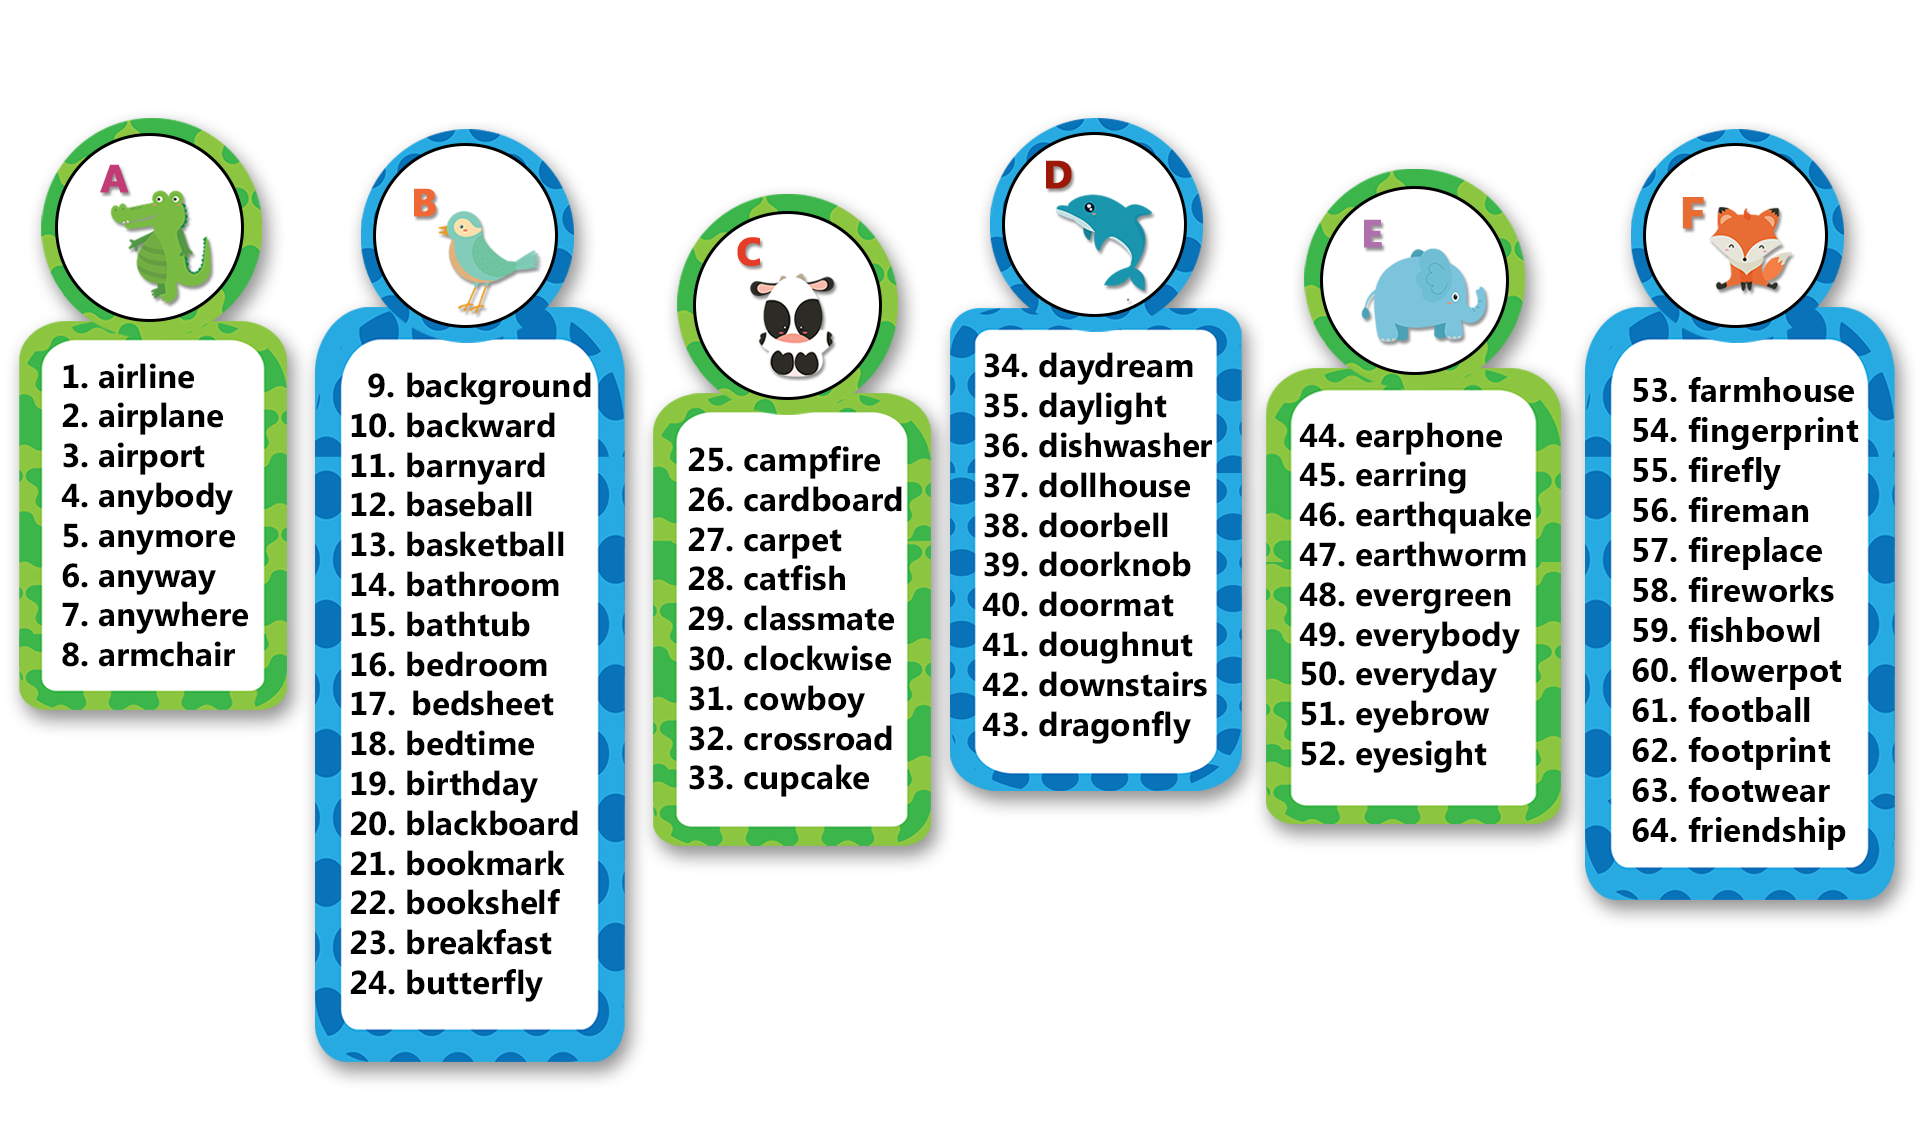 A
1. airline
2. airplane
3. airport
4. anybody
5. anymore
6. anyway
7. anywhere
8. armchair
B
9. background
10. backward
11. barnyard
12. baseball
13. basketball
14. bathroom
15. bathtub
16. bedroom
17. bedsheet
18. bedtime
19. birthday
20. blackboard
21. bookmark
22. bookshelf
23. breakfast
24. butterfly
C
25. campfire
26. cardboard
27. carpet
28. catfish
29. classmate
30. clockwise
31. cowboy
32. crossroad
33. cupcake
D
34. daydream
35. daylight
36. dishwasher
37. dollhouse
38. doorbell
39. doorknob
40. doormat
41. doughnut
42. downstairs
43. dragonfly
E
44. earphone
45. earring
46. earthquake
47. earthworm
48. evergreen
49. everybody
50. everyday
51. eyebrow
52. eyesight
F
53. farmhouse
54. fingerprint
55. firefly
56. fireman
57. fireplace
58. fireworks
59. fishbowl
60. flowerpot
61. football
62. footprint
63. footwear
64. friendship